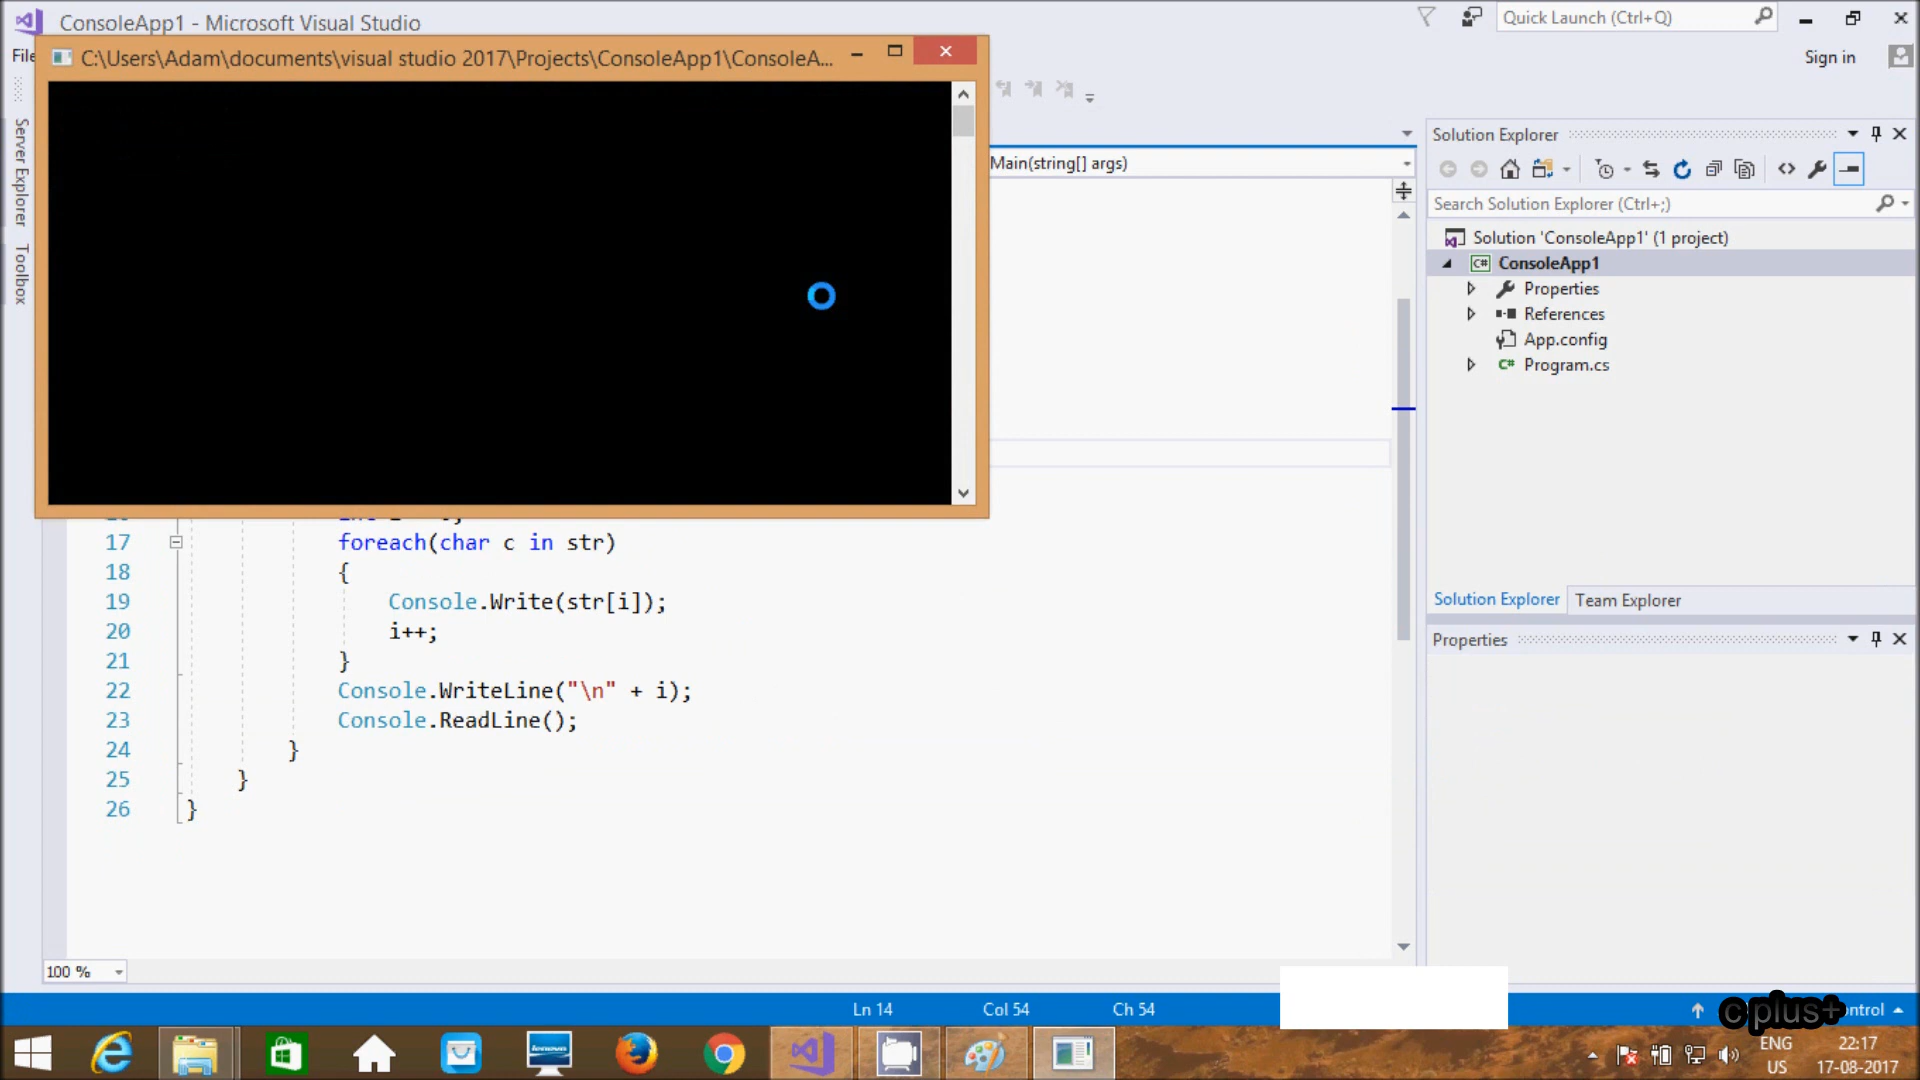 ConsoleApp1 - Microsoft Visual Studio
Quick Launch (Ctrl+Q)
File
C:\Users\Adam\documents\visual studio 2017\Projects\ConsoleApp1\ConsoleA...
Sign in
Server Explorer
Toolbox
Main(string[] args)
Solution Explorer
Search Solution Explorer (Ctrl+;)
Solution 'ConsoleApp1' (1 project)
C# ConsoleApp1
Properties
References
App.config
C# Program.cs
17 foreach(char c in str)
18 {
19 Console.Write(str[i]);
20 i++;
21 }
22 Console.WriteLine("\n" + i);
23 Console.ReadLine();
24 }
25 }
26 }
Solution Explorer Team Explorer
Properties
100 %
Ln 14 Col 54 Ch 54
c plus+
ntrol
lenovo
ENG
US
22:17
17-08-2017